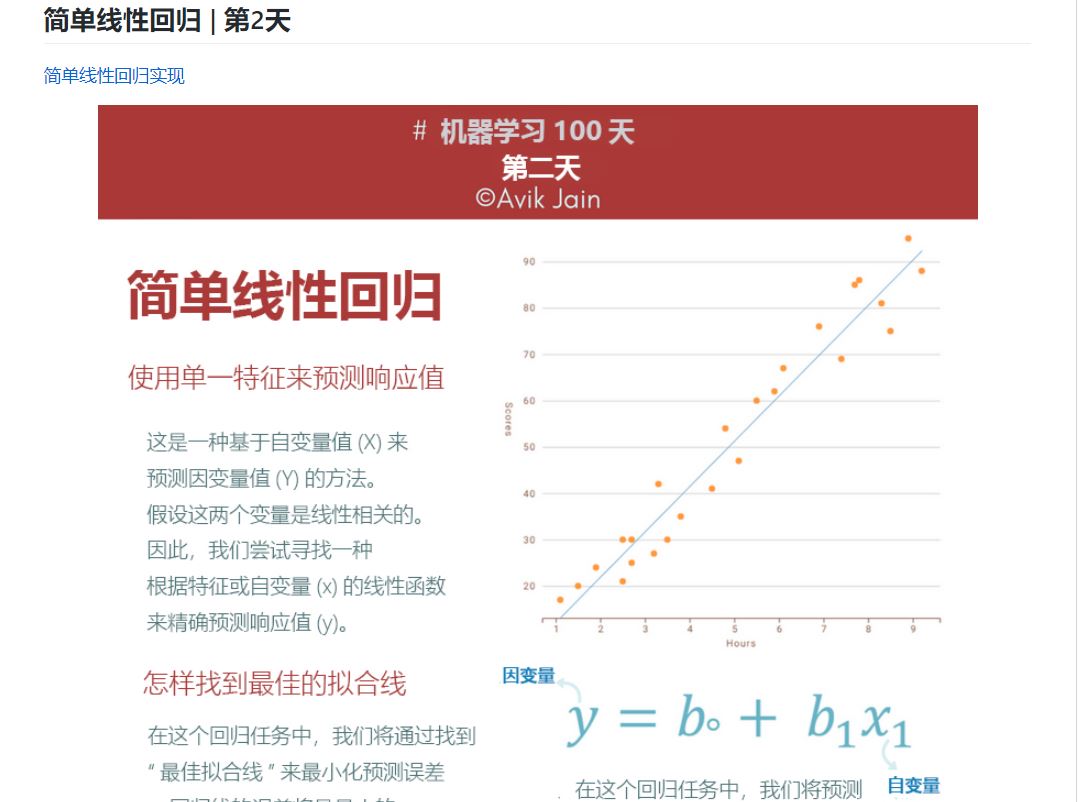 简单线性回归 | 第2天
简单线性回归实现
# 机器学习 100 天
第二天
©Avik Jain
简单线性回归
使用单一特征来预测响应值
这是一种基于自变量值 (X) 来
预测因变量值 (Y) 的方法。
假设这两个变量是线性相关的。
因此，我们尝试寻找一种
根据特征或自变量 (x) 的线性函数
来精确预测响应值 (y)。
怎样找到最佳的拟合线
在这个回归任务中，我们将通过找到
“ 最佳拟合线 ” 来最小化预测误差
90
80
70
60
50
40
30
20
Scores
1 2 3 4 5 6 7 8 9
Hours
因变量
y = b₀ + b₁x₁
自变量
在这个回归任务中，我们将预测